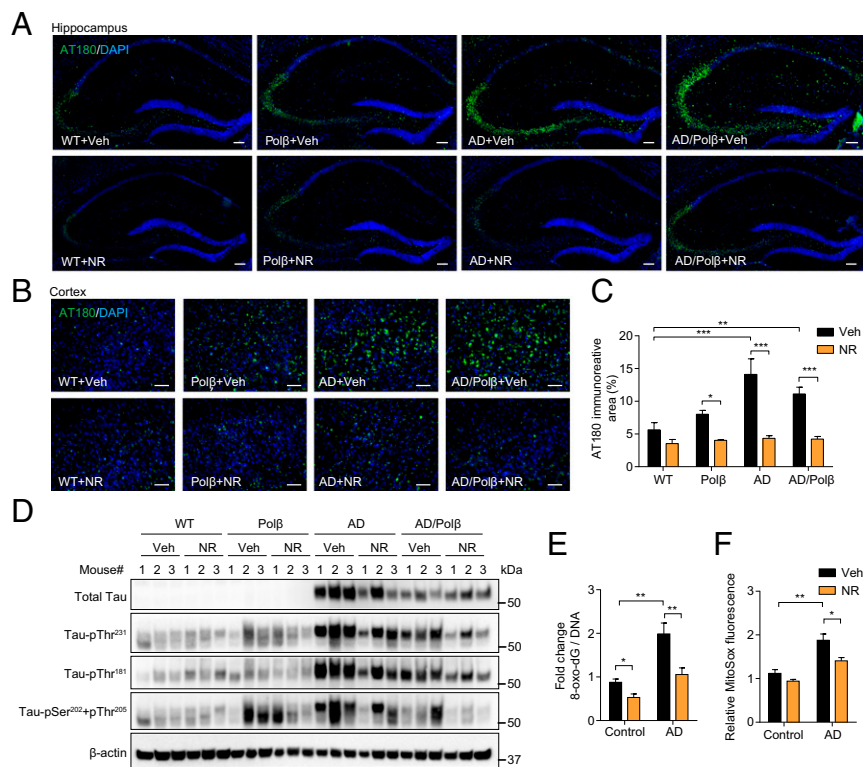 A
Hippocampus
AT180/DAPI
WT+Veh
Polβ+Veh
AD+Veh
AD/Polβ+Veh
WT+NR
Polβ+NR
AD+NR
AD/Polβ+NR
B
Cortex
AT180/DAPI
WT+Veh
Polβ+Veh
AD+Veh
AD/Polβ+Veh
WT+NR
Polβ+NR
AD+NR
AD/Polβ+NR
C
Veh
NR
**
***
***
***
*
AT180 immunoreative
area (%)
20
15
10
5
0
WT Polβ AD AD/Polβ
D
WT Polβ AD AD/Polβ
Veh NR Veh NR Veh NR Veh NR
Mouse# 1 2 3 1 2 3 1 2 3 1 2 3 1 2 3 1 2 3 1 2 3 1 2 3 kDa
Total Tau
50
Tau-pThr²³¹
50
Tau-pThr¹⁸¹
50
Tau-pSer²⁰²+pThr²⁰⁵
50
β-actin
37
E
Veh
NR
**
**
*
Fold change
8-oxo-dG / DNA
3
2
1
0
Control AD
F
Veh
NR
**
*
Relative MitoSox fluorescence
3
2
1
0
Control AD